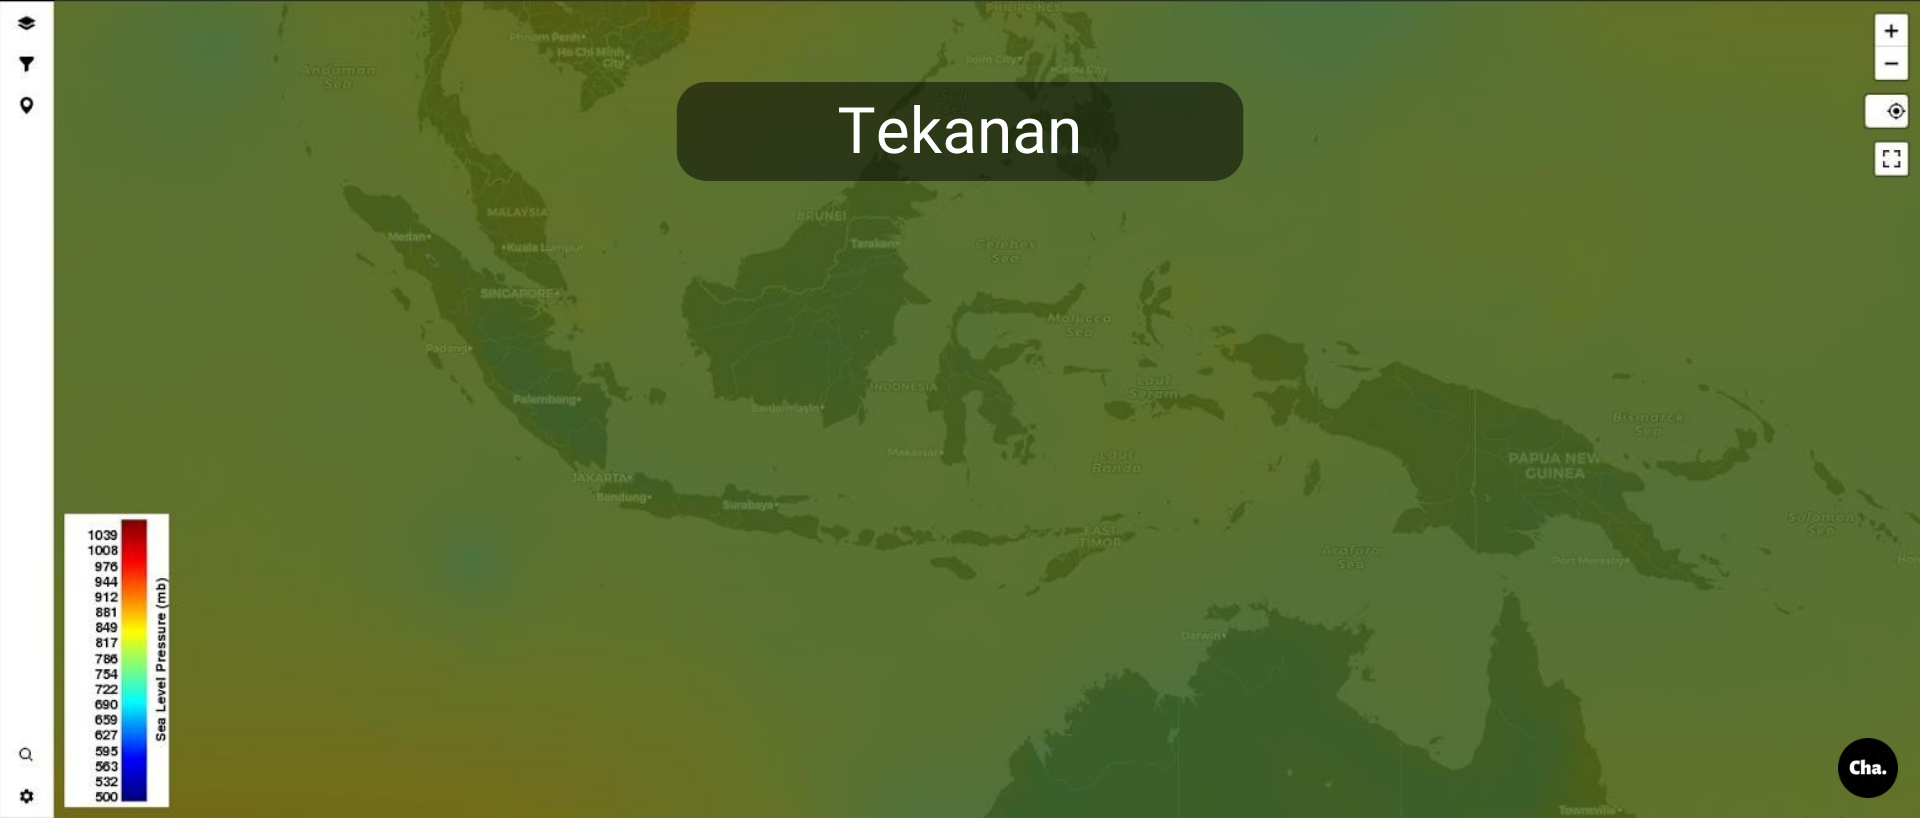 PHILIPPINES
Phnom Penh
Ho Chi Minh
City
Andaman
Sea
Iloilo City
Cebu City
Sulu
Tekanan
MALAYSIA
Kuala Lumpur
Medan
BRUNEI
Tarakan
Celebes
Sea
SINGAPORE
Molucca
Sea
Padang
INDONESIA
Laut
Seram
Palembang
Banjarmasin
Bismarck
Sea
Makassar
Laut
Banda
PAPUA NEW
GUINEA
JAKARTA
Bandung
Surabaya
EAST
TIMOR
Solomon
Sea
Arafura
Sea
Port Moresby
Hon
Darwin
Townsville
1039
1008
976
944
912
881
849
817
786
754
722
690
659
627
595
563
532
500
Sea Level Pressure (mb)
Cha.